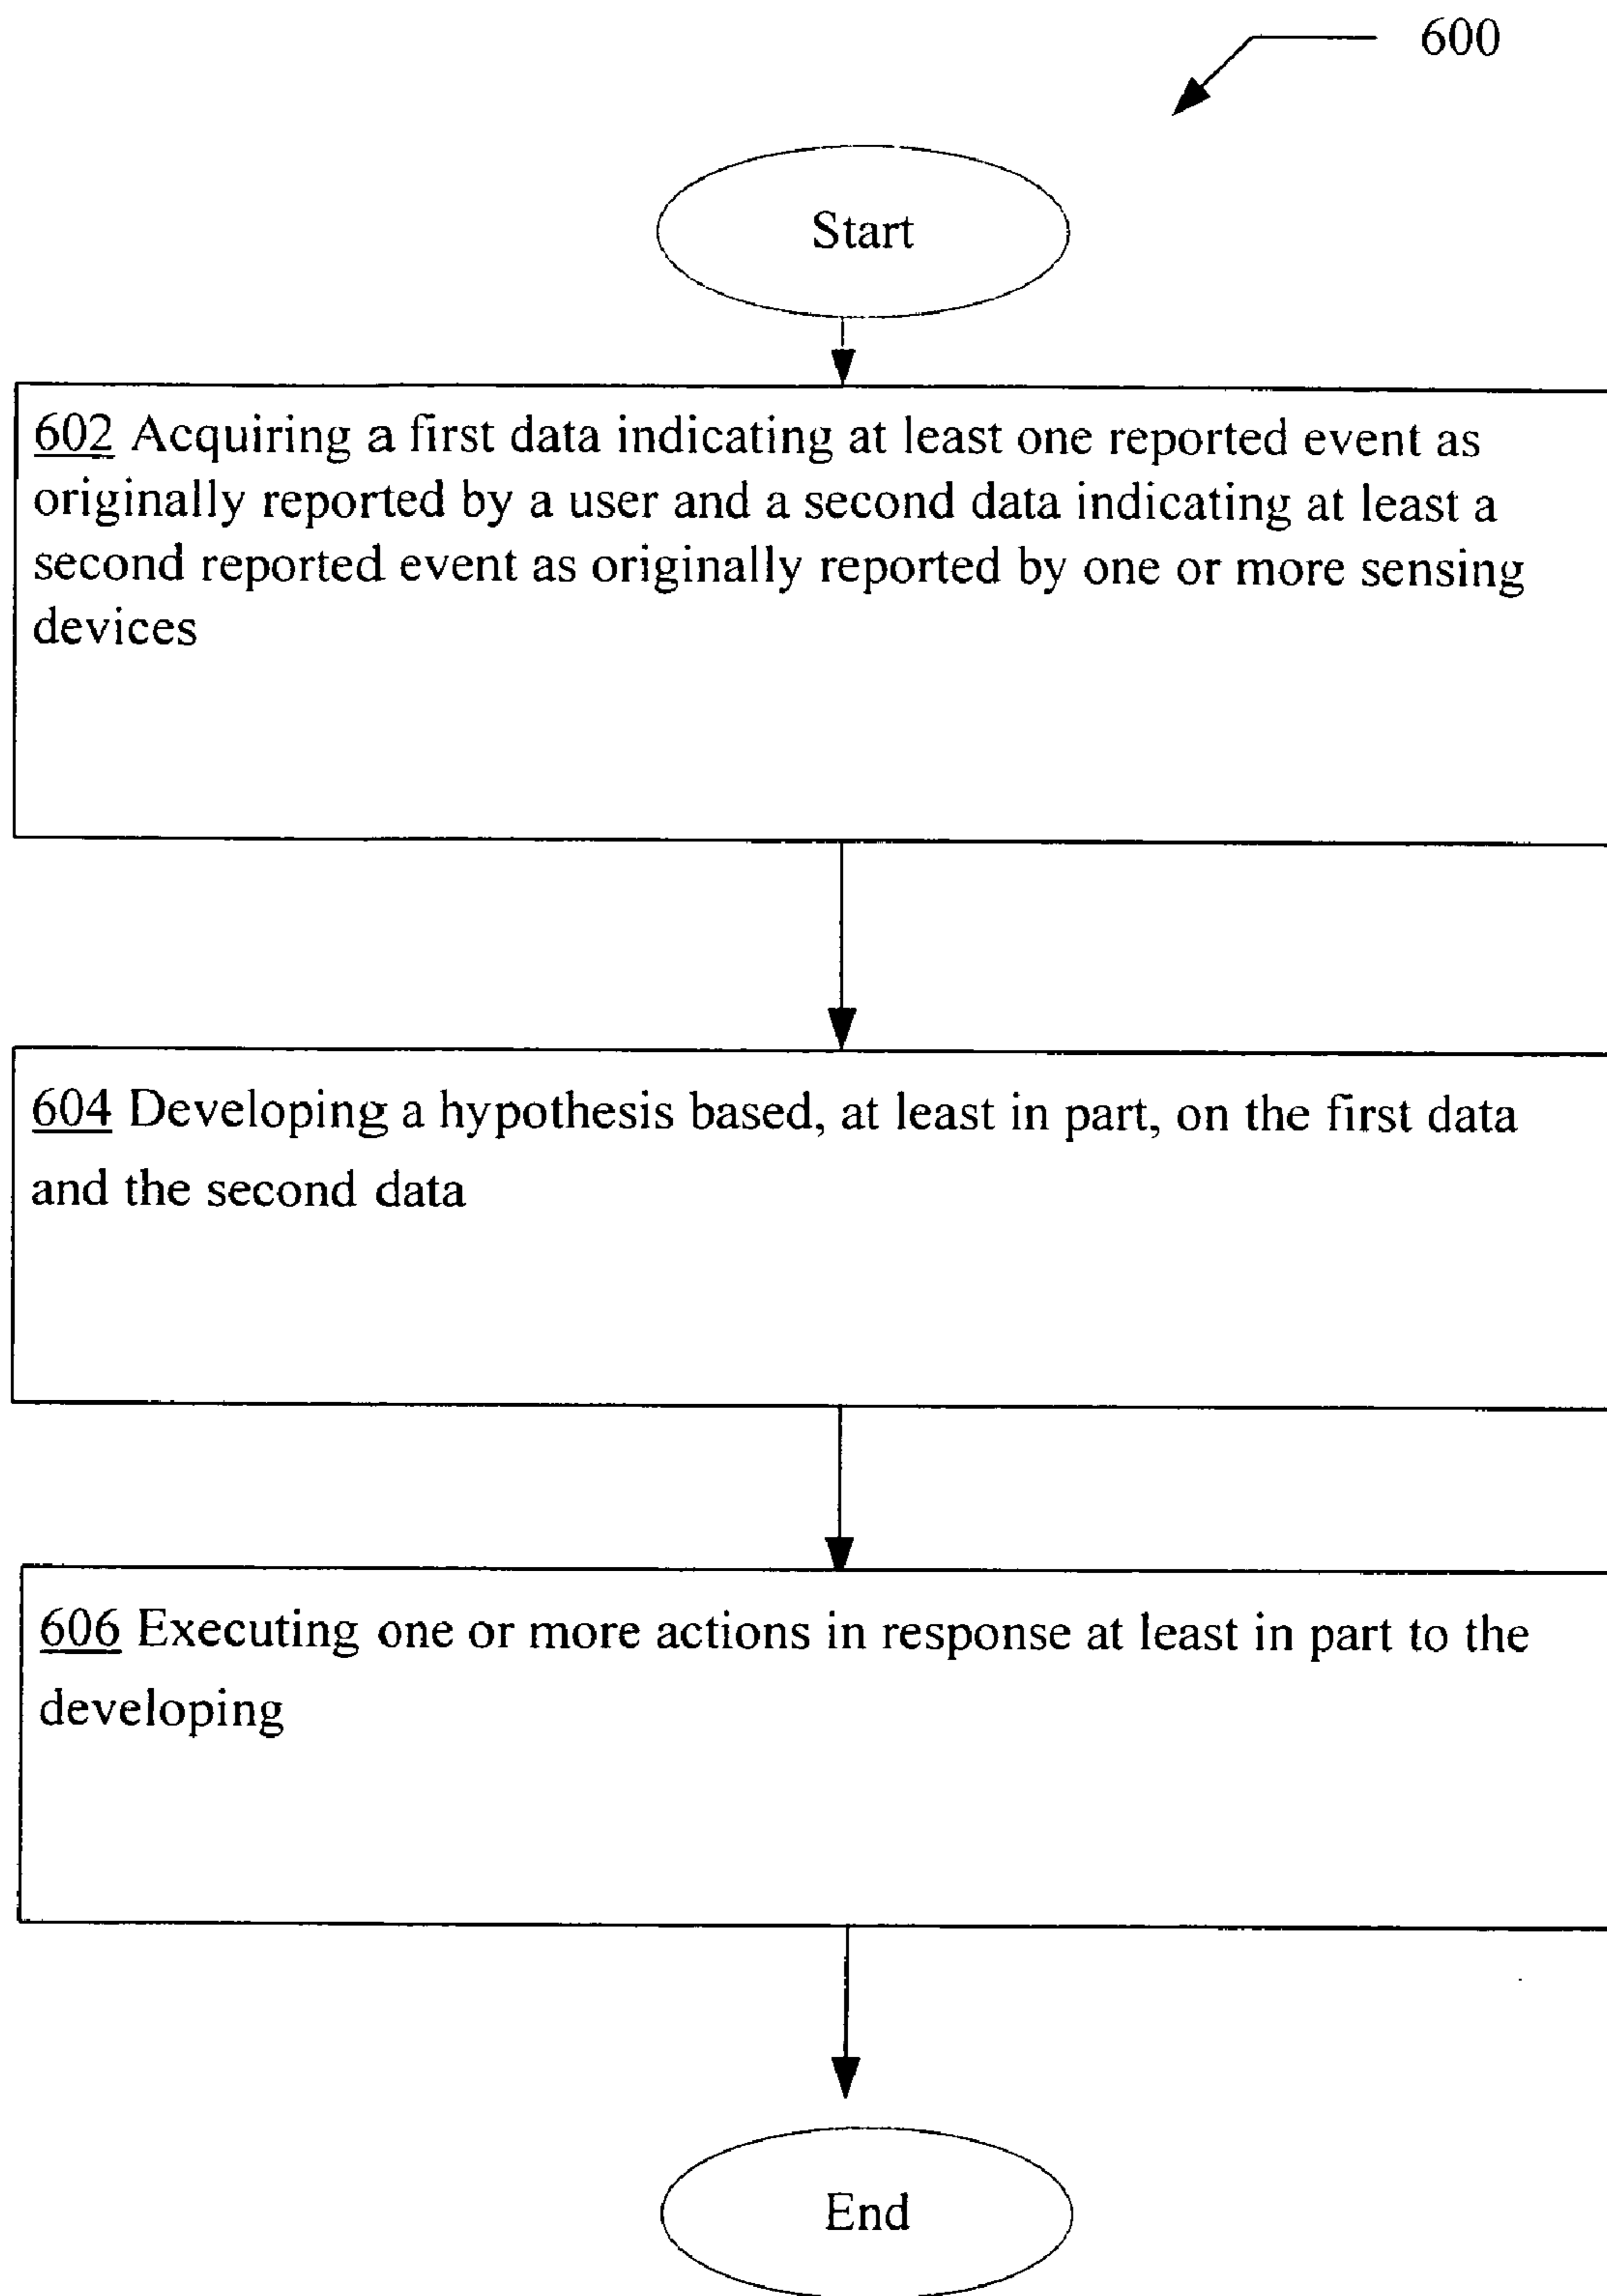 600
Start
602 Acquiring a first data indicating at least one reported event as
originally reported by a user and a second data indicating at least a
second reported event as originally reported by one or more sensing
devices
604 Developing a hypothesis based, at least in part, on the first data
and the second data
606 Executing one or more actions in response at least in part to the
developing
End